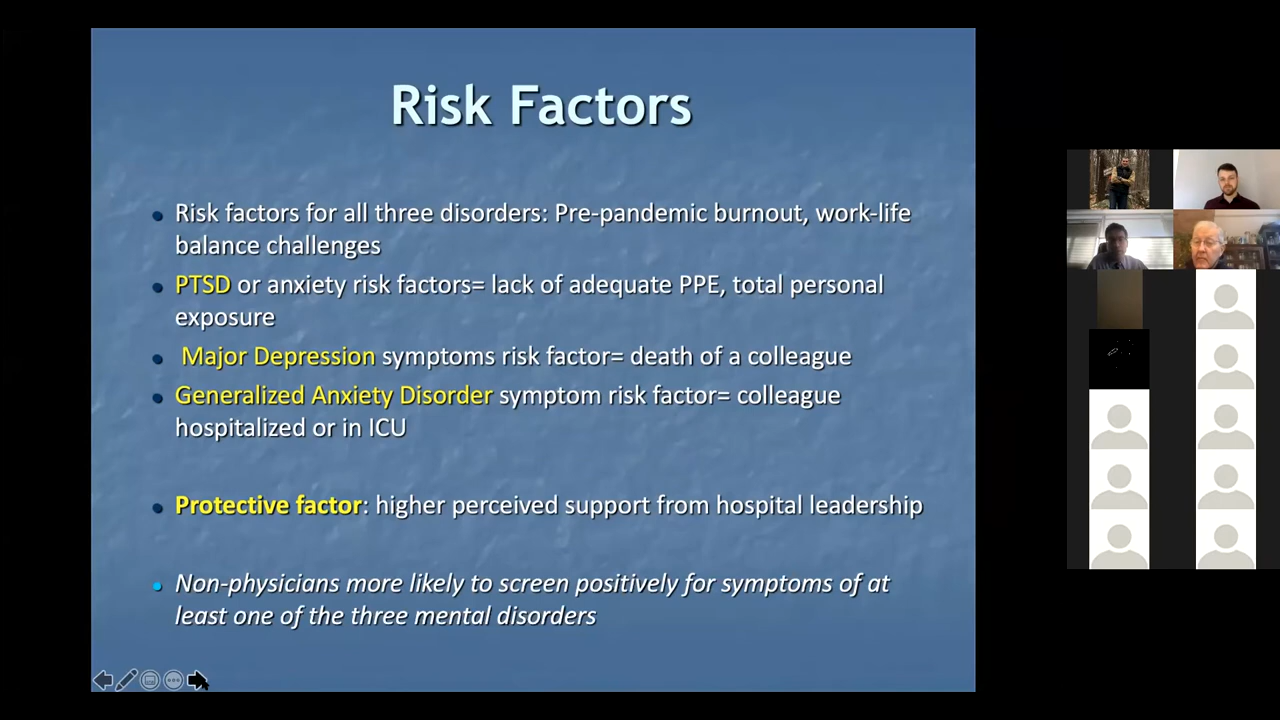 Risk Factors
Risk factors for all three disorders: Pre-pandemic burnout, work-life
balance challenges
PTSD or anxiety risk factors= lack of adequate PPE, total personal
exposure
Major Depression symptoms risk factor= death of a colleague
Generalized Anxiety Disorder symptom risk factor= colleague
hospitalized or in ICU
Protective factor: higher perceived support from hospital leadership
Non-physicians more likely to screen positively for symptoms of at
least one of the three mental disorders